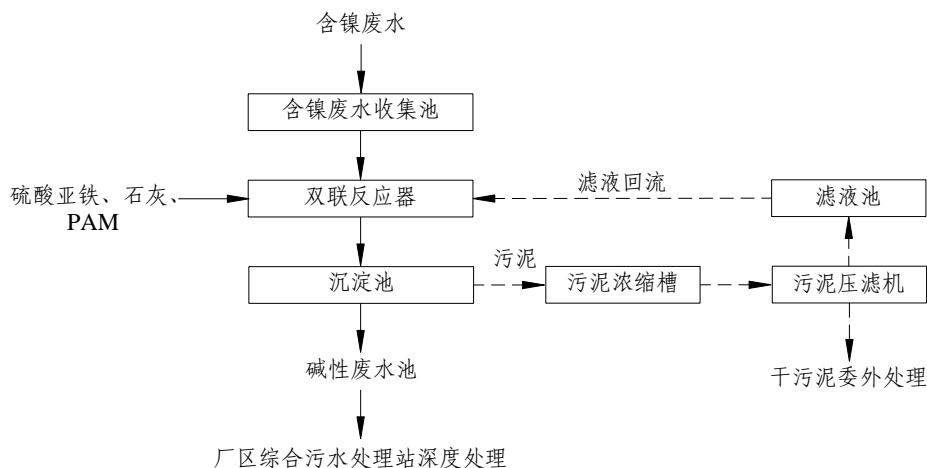 含镍废水
含镍废水收集池
硫酸亚铁、石灰、
PAM
双联反应器
滤液回流
滤液池
沉淀池
污泥
污泥浓缩槽
污泥压滤机
碱性废水池
干污泥委外处理
厂区综合污水处理站深度处理